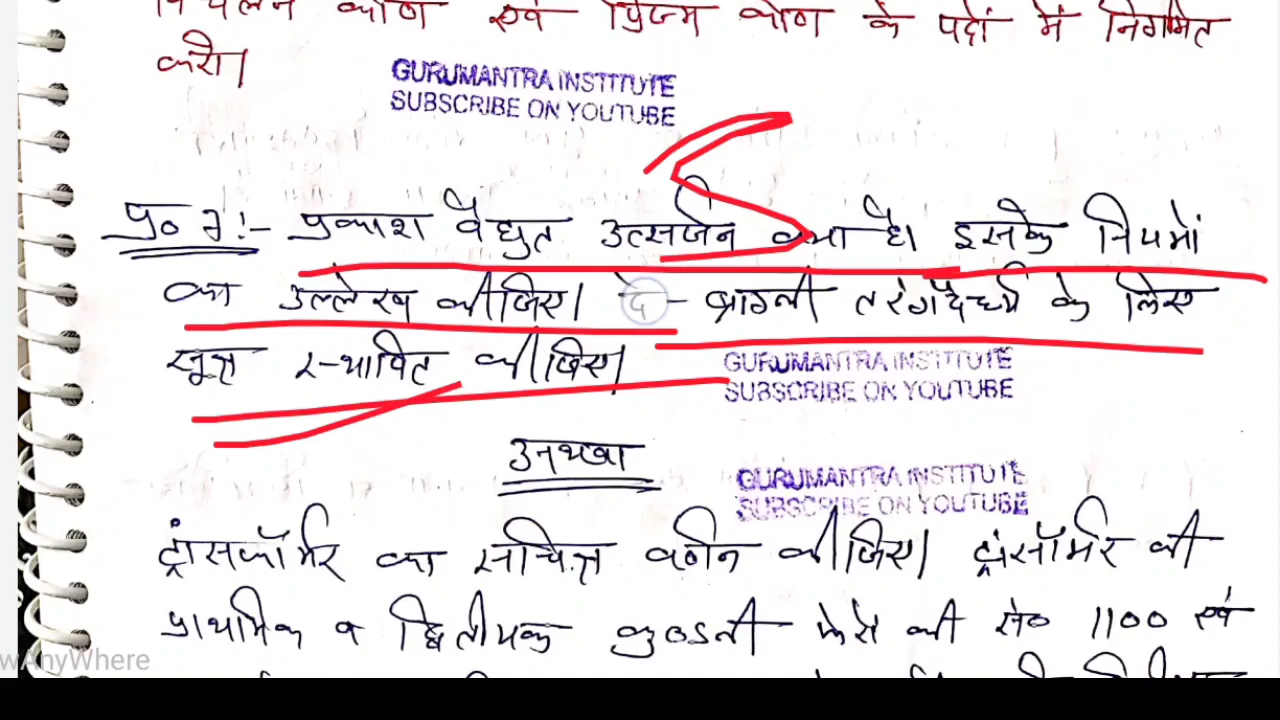 विचलन कोण एवं प्रिज्म कोण के पदों में निगमित
करो।
GURUMANTRA INSTITUTE
SUBSCRIBE ON YOUTUBE
प्र० 7:- प्रकाश वैद्युत उत्सर्जन क्या है। इसके नियमों
का उल्लेख कीजिए। दे-ब्रागली तरंगदैर्ध्य के लिए
सूत्र स्थापित कीजिए।
GURUMANTRA INSTITUTE
SUBSCRIBE ON YOUTUBE
अथवा
GURUMANTRA INSTITUTE
SUBSCRIBE ON YOUTUBE
ट्रांसफॉर्मर का सचित्र वर्णन कीजिए। ट्रांसफॉर्मर की
प्राथमिक व द्वितीयक कुण्डली फेरो की सं० 1100 एवं
wAnyWhere